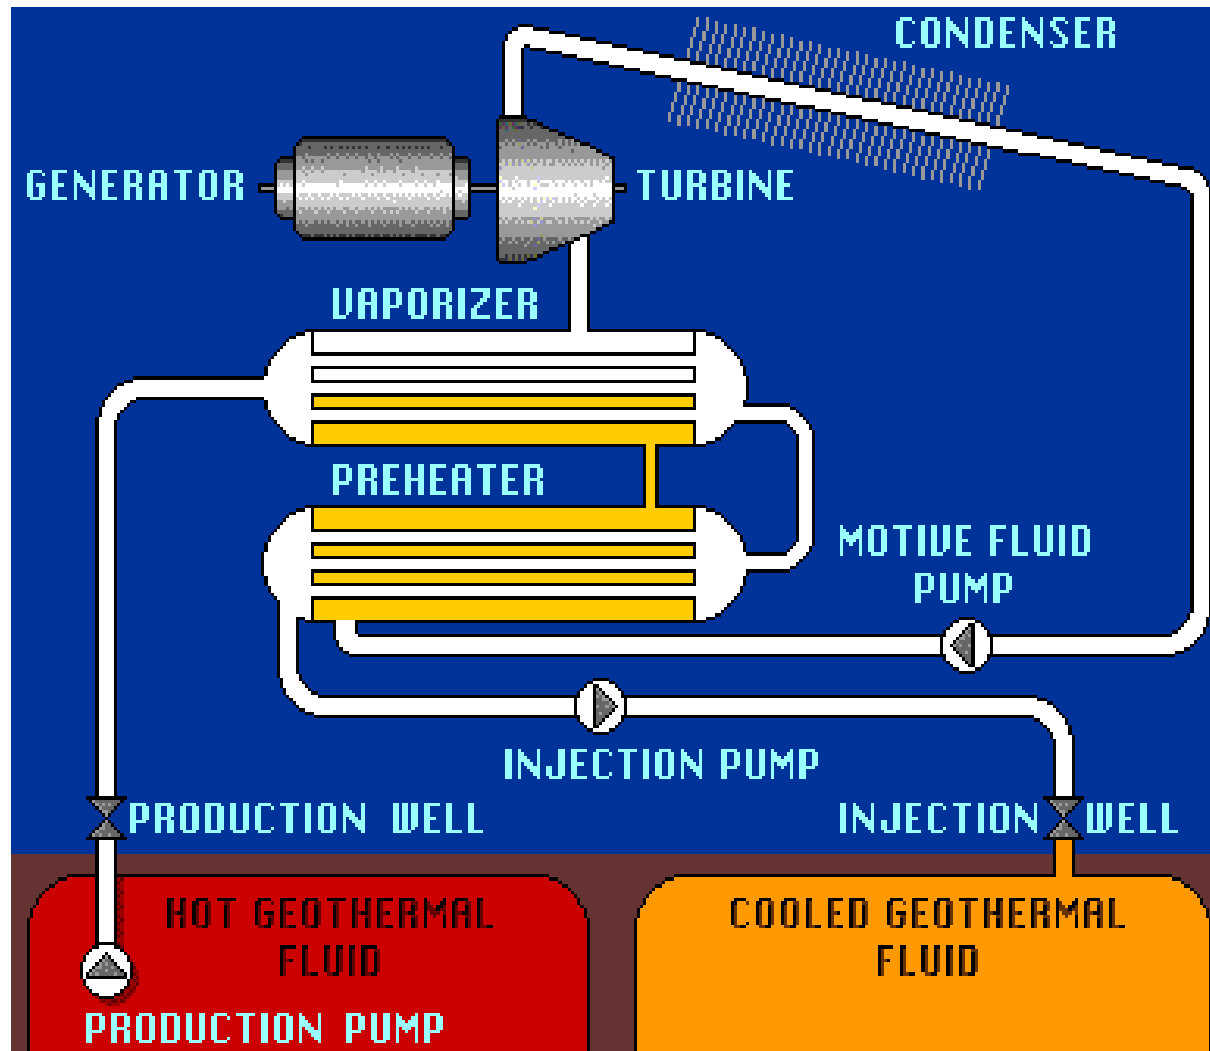 CONDENSER
GENERATOR
TURBINE
VAPORIZER
PREHEATER
MOTIVE FLUID
PUMP
INJECTION PUMP
PRODUCTION WELL
INJECTION WELL
HOT GEOTHERMAL
FLUID
COOLED GEOTHERMAL
FLUID
PRODUCTION PUMP